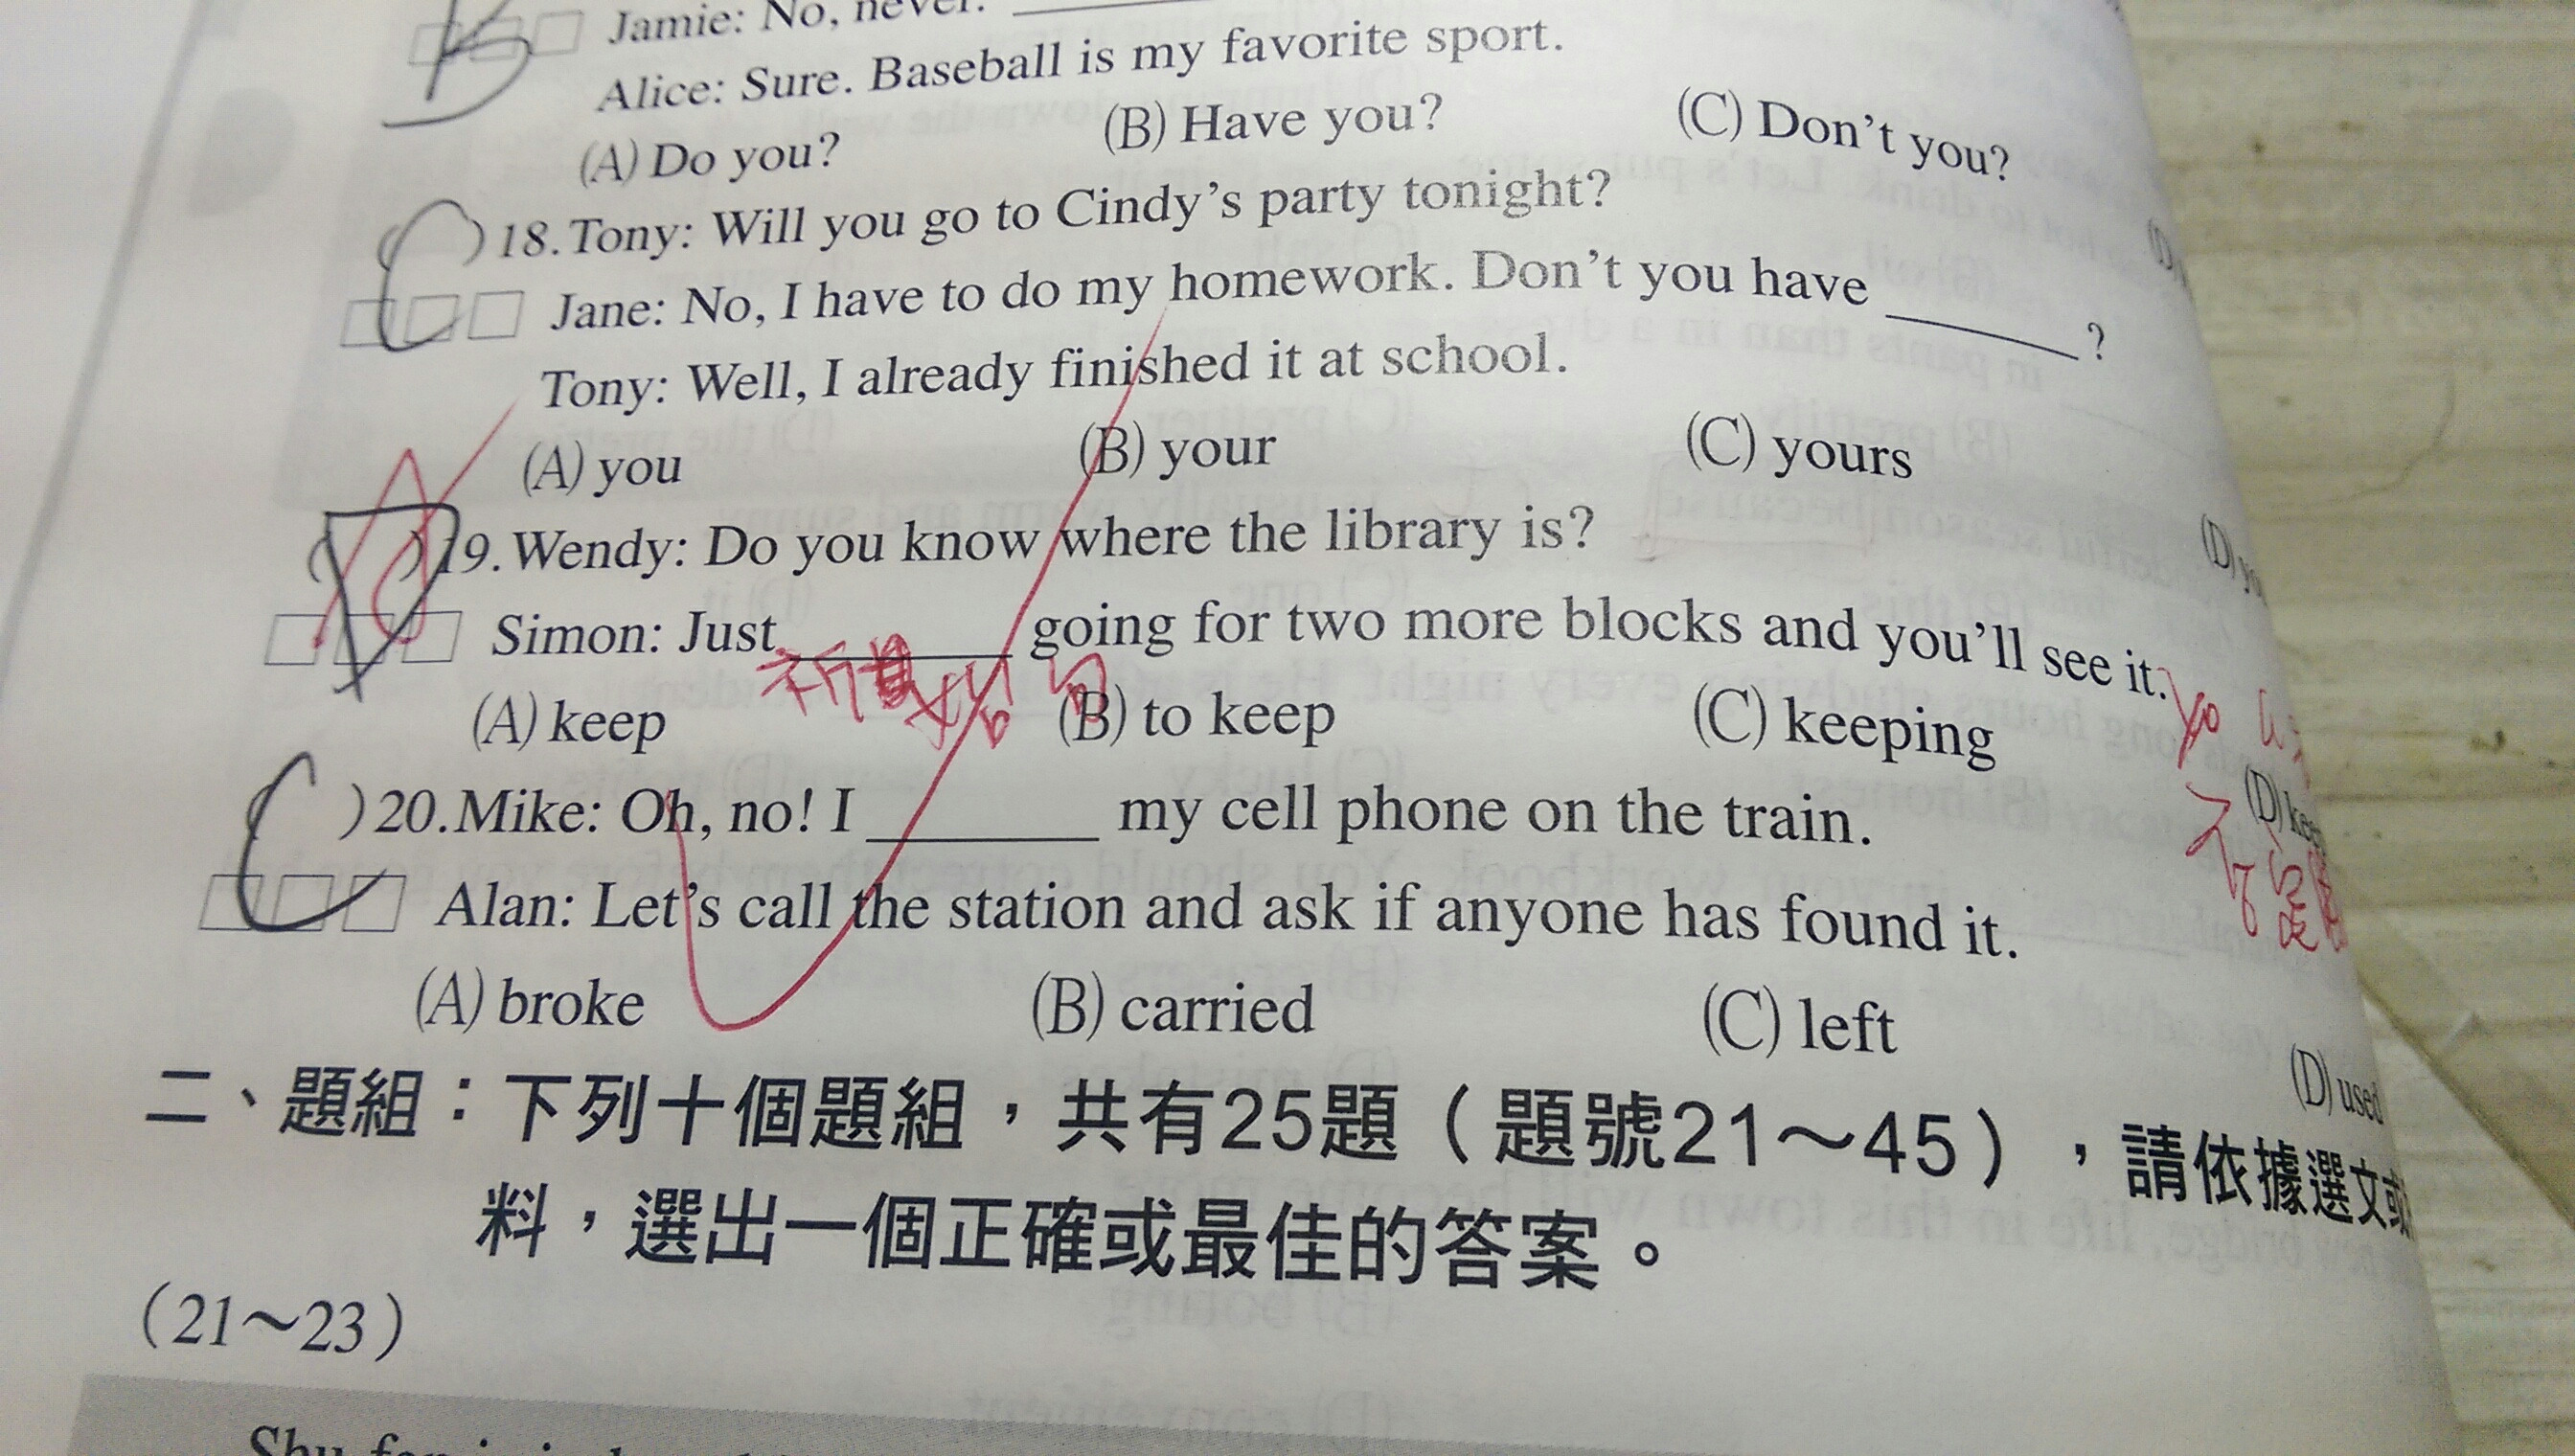 Jamie: No, never.
Alice: Sure. Baseball is my favorite sport.
(A) Do you? (B) Have you? (C) Don't you?
( C )18. Tony: Will you go to Cindy's party tonight? (D)
Jane: No, I have to do my homework. Don't you have ______?
Tony: Well, I already finished it at school.
(A) you (B) your (C) yours (D)
( )19. Wendy: Do you know where the library is?
Simon: Just ______ going for two more blocks and you'll see it.
祈使句
(A) keep (B) to keep (C) keeping (D)
( C )20. Mike: Oh, no! I ______ my cell phone on the train.
Alan: Let's call the station and ask if anyone has found it.
(A) broke (B) carried (C) left (D) used
二、題組：下列十個題組，共有25題（題號21～45），請依據選文或
料，選出一個正確或最佳的答案。
（21～23）